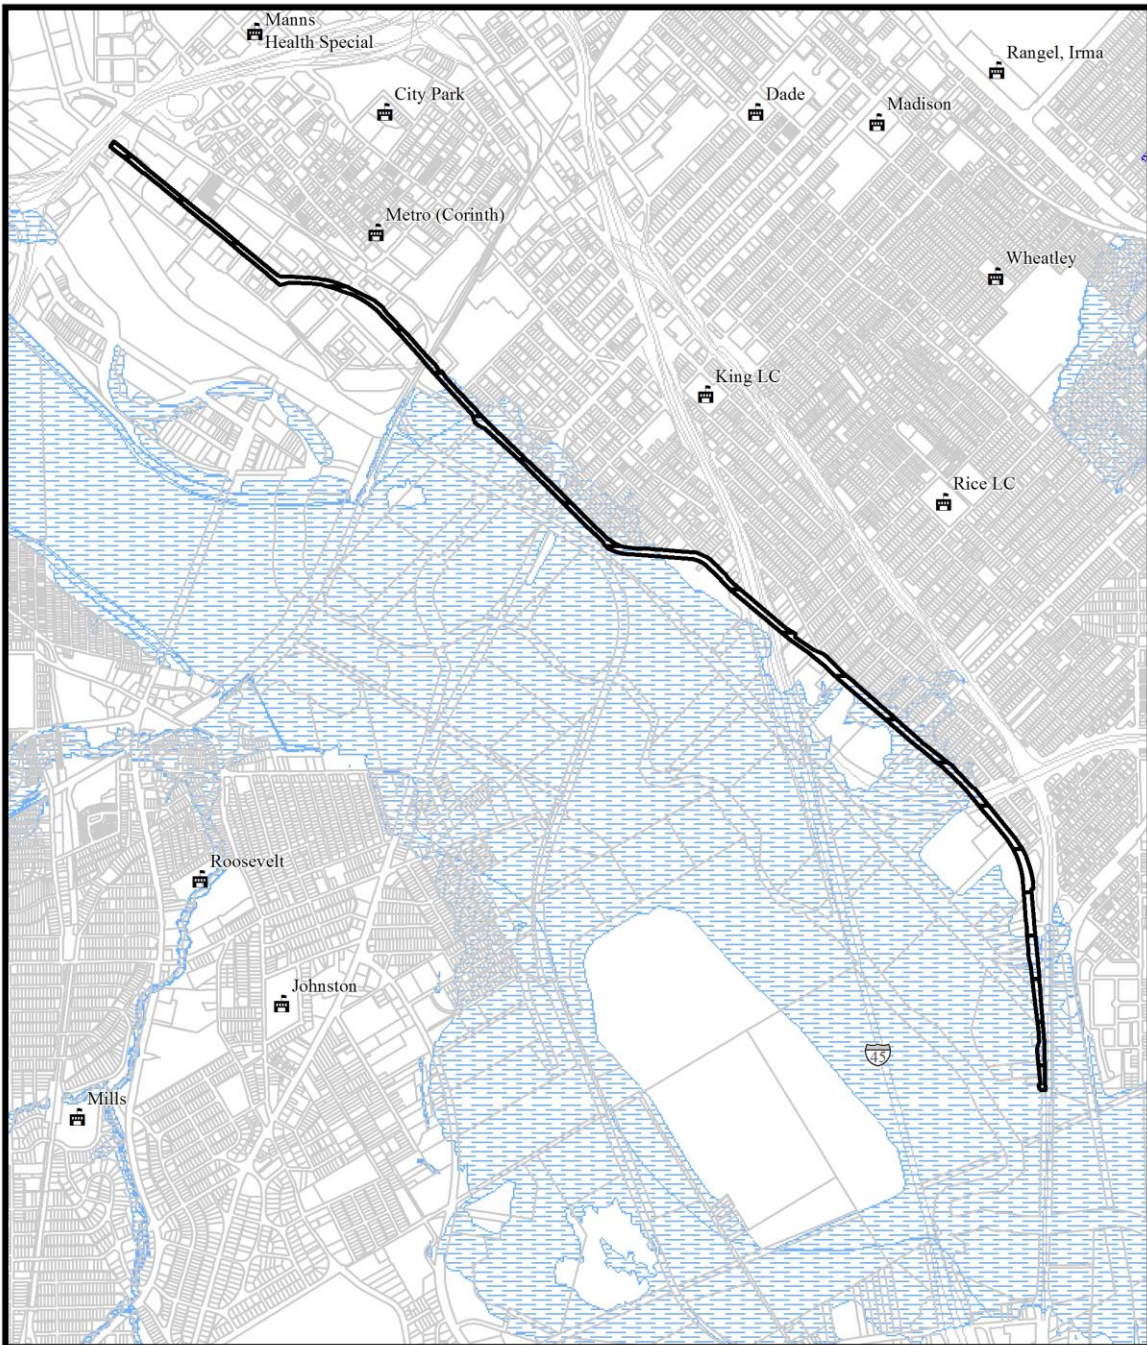 Manns
Health Special
Rangel, Irma
City Park
Dade
Madison
Metro (Corinth)
Wheatley
King LC
Rice LC
Roosevelt
Johnston
45
Mills